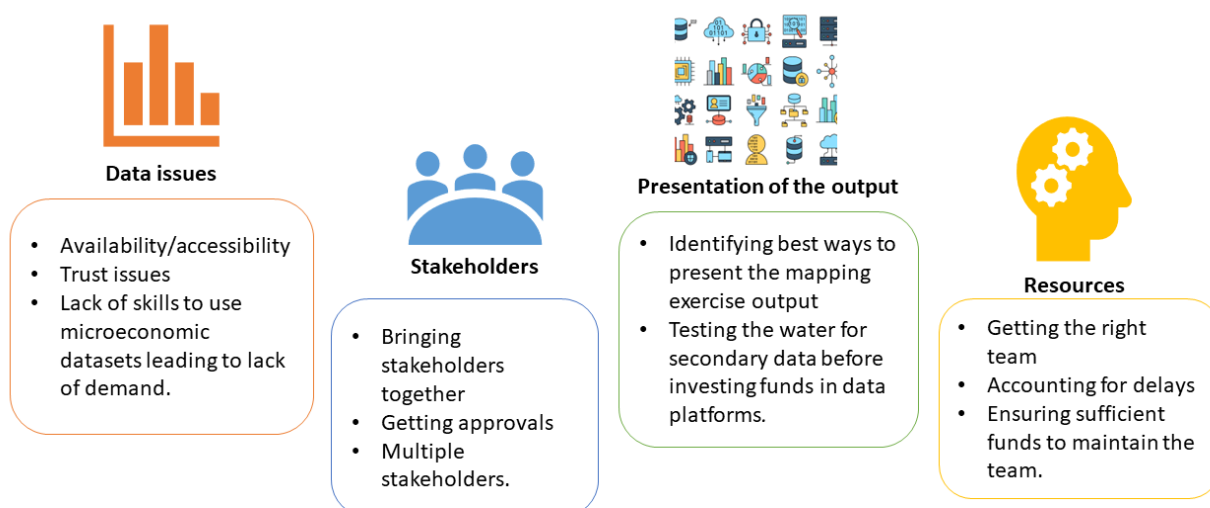 Data issues
• Availability/accessibility
• Trust issues
• Lack of skills to use
microeconomic
datasets leading to lack
of demand.
Stakeholders
• Bringing
stakeholders
together
• Getting approvals
• Multiple
stakeholders.
Presentation of the output
• Identifying best ways to
present the mapping
exercise output
• Testing the water for
secondary data before
investing funds in data
platforms.
Resources
• Getting the right
team
• Accounting for delays
• Ensuring sufficient
funds to maintain the
team.